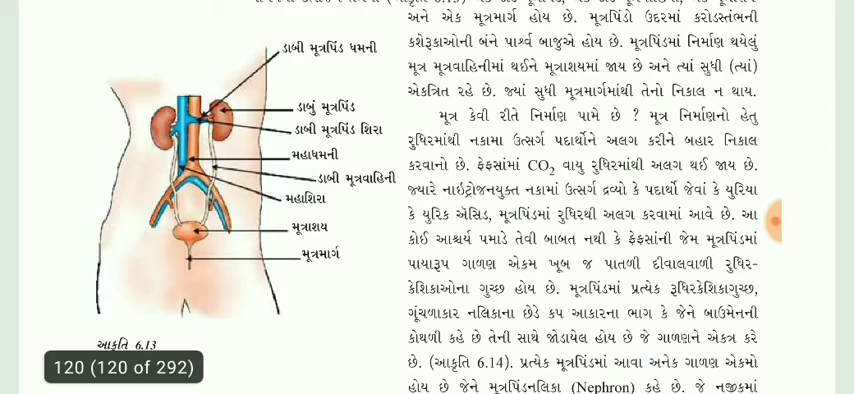 ડાબી મૂત્રપિંડ ધમની
ડાબું મૂત્રપિંડ
ડાબી મૂત્રપિંડ શિરા
મહાધમની
ડાબી મૂત્રવાહિની
મહાશિરા
મૂત્રાશય
મૂત્રમાર્ગ
આકૃતિ 6.13
120 (120 of 292)
અને એક મૂત્રમાર્ગ હોય છે. મૂત્રપિંડો ઉદરમાં કરોડસ્તંભની
કશેરૂકાઓની બંને પાર્શ્વ બાજુએ હોય છે. મૂત્રપિંડમાં નિર્માણ થયેલું
મૂત્ર મૂત્રવાહિનીમાં થઈને મૂત્રાશયમાં જાય છે અને ત્યાં સુધી (ત્યાં)
એકત્રિત રહે છે. જ્યાં સુધી મૂત્રમાર્ગમાંથી તેનો નિકાલ ન થાય.
મૂત્ર કેવી રીતે નિર્માણ પામે છે ? મૂત્ર નિર્માણનો હેતુ
રુધિરમાંથી નકામા ઉત્સર્ગ પદાર્થોને અલગ કરીને બહાર નિકાલ
કરવાનો છે. ફેફસાંમાં CO₂ વાયુ રુધિરમાંથી અલગ થઈ જાય છે.
જ્યારે નાઇટ્રોજનયુક્ત નકામાં ઉત્સર્ગ દ્રવ્યો કે પદાર્થો જેવાં કે યુરિયા
કે યુરિક ઍસિડ, મૂત્રપિંડમાં રુધિરથી અલગ કરવામાં આવે છે. આ
કોઈ આશ્ચર્ય પમાડે તેવી બાબત નથી કે ફેફસાંની જેમ મૂત્રપિંડમાં
પાયારૂપ ગાળણ એકમ ખૂબ જ પાતળી દીવાલવાળી રુધિર-
કેશિકાઓના ગુચ્છ હોય છે. મૂત્રપિંડમાં પ્રત્યેક રૂધિરકેશિકાગુચ્છ,
ગૂંચળાકાર નલિકાના છેડે કપ આકારના ભાગ કે જેને બાઉમેનની
કોથળી કહે છે તેની સાથે જોડાયેલ હોય છે જે ગાળણને એકત્ર કરે
છે. (આકૃતિ 6.14). પ્રત્યેક મૂત્રપિંડમાં આવા અનેક ગાળણ એકમો
હોય છે જેને મૂત્રપિંડનલિકા (Nephron) કહે છે. જે નજીકમાં